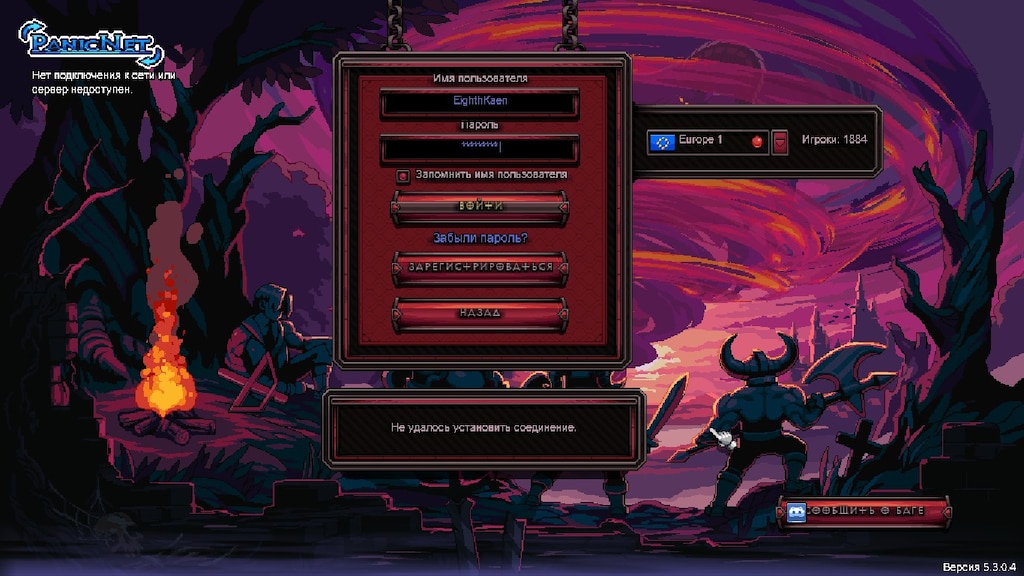 PANICNET
Нет подключения к сети или
сервер недоступен.
Имя пользователя
EighthKaen
Пароль
********
Запомнить имя пользователя
ВОЙТИ
Забыли пароль?
ЗАРЕГИСТРИРОВАТЬСЯ
НАЗАД
Europe 1
Игроки: 1884
Не удалось установить соединение.
СООБЩИТЬ О БАГЕ
Версия 5.3.0.4